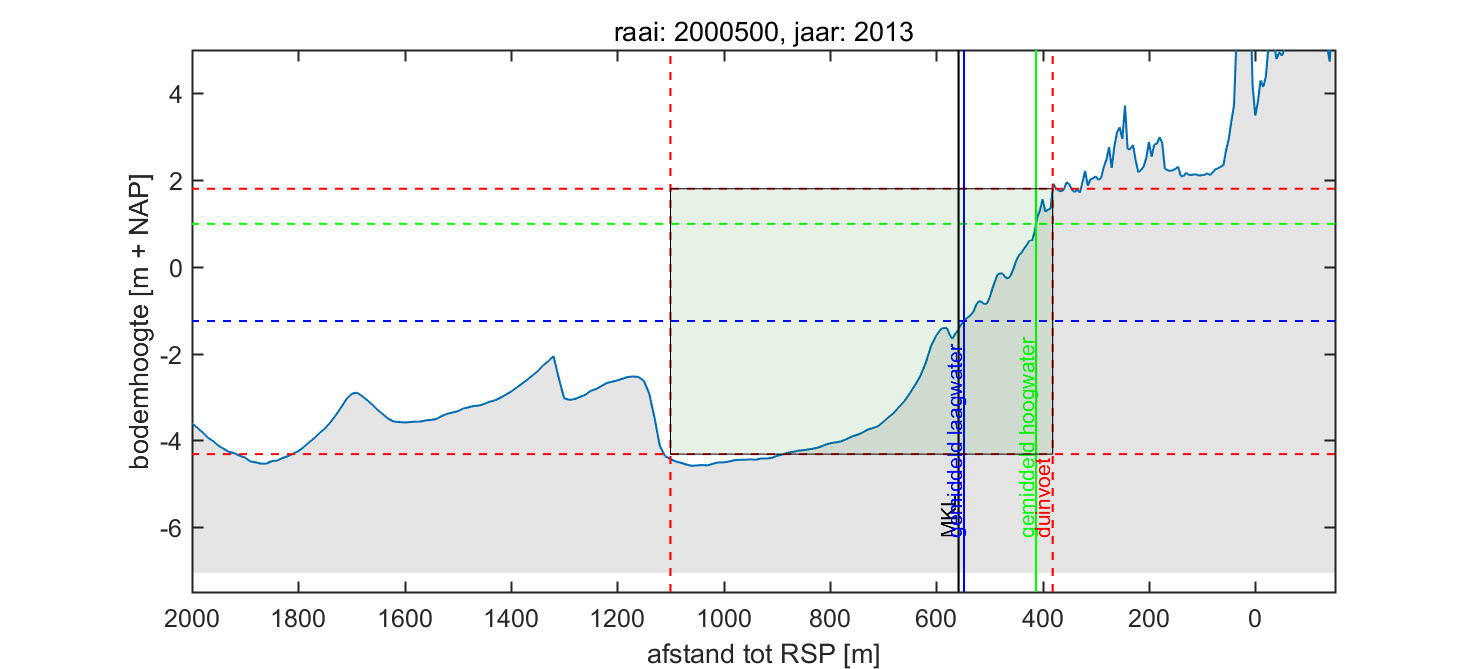 raai: 2000500, jaar: 2013
bodemhoogte [m + NAP]
4
2
0
-2
-4
-6
MKL
gemiddeld laagwater
gemiddeld hoogwater
duinvoet
2000 1800 1600 1400 1200 1000 800 600 400 200 0
afstand tot RSP [m]